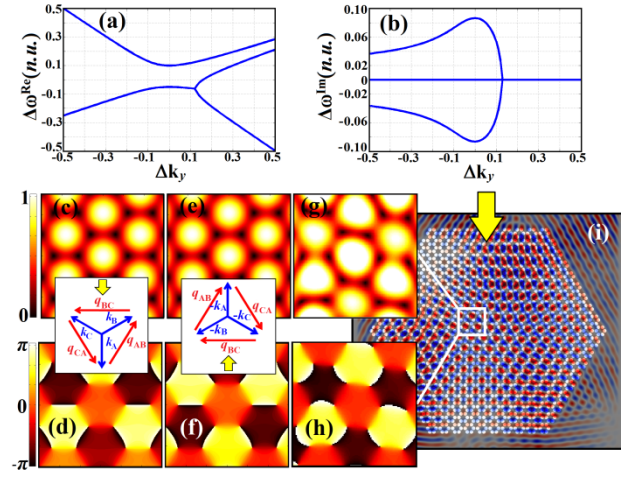 (a)
Δω^Re(n.u.)
0.5
0.3
0.1
-0.1
-0.3
-0.5
-0.5 -0.3 -0.1 0.1 0.3 0.5
Δk_y
(b)
Δω^Im(n.u.)
0.10
0.06
0.02
0
-0.02
-0.06
-0.10
-0.5 -0.3 -0.1 0.1 0.3 0.5
Δk_y
1
0
(c)
(e)
(g)
(i)
q_BC
k_B
k_C
k_A
q_CA
q_AB
q_AB
-k_A
q_CA
-k_C
-k_B
q_BC
π
0
-π
(d)
(f)
(h)